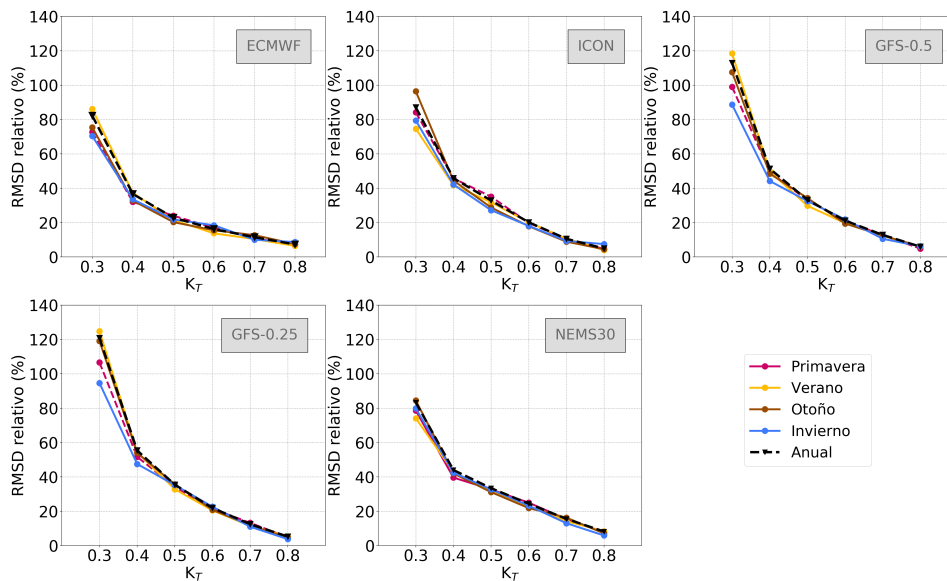 ECMWF
RMSD relativo (%)
140
120
100
80
60
40
20
0
0.3 0.4 0.5 0.6 0.7 0.8
K_T
ICON
RMSD relativo (%)
140
120
100
80
60
40
20
0
0.3 0.4 0.5 0.6 0.7 0.8
K_T
GFS-0.5
RMSD relativo (%)
140
120
100
80
60
40
20
0
0.3 0.4 0.5 0.6 0.7 0.8
K_T
GFS-0.25
RMSD relativo (%)
140
120
100
80
60
40
20
0
0.3 0.4 0.5 0.6 0.7 0.8
K_T
NEMS30
RMSD relativo (%)
140
120
100
80
60
40
20
0
0.3 0.4 0.5 0.6 0.7 0.8
K_T
Primavera
Verano
Otoño
Invierno
Anual